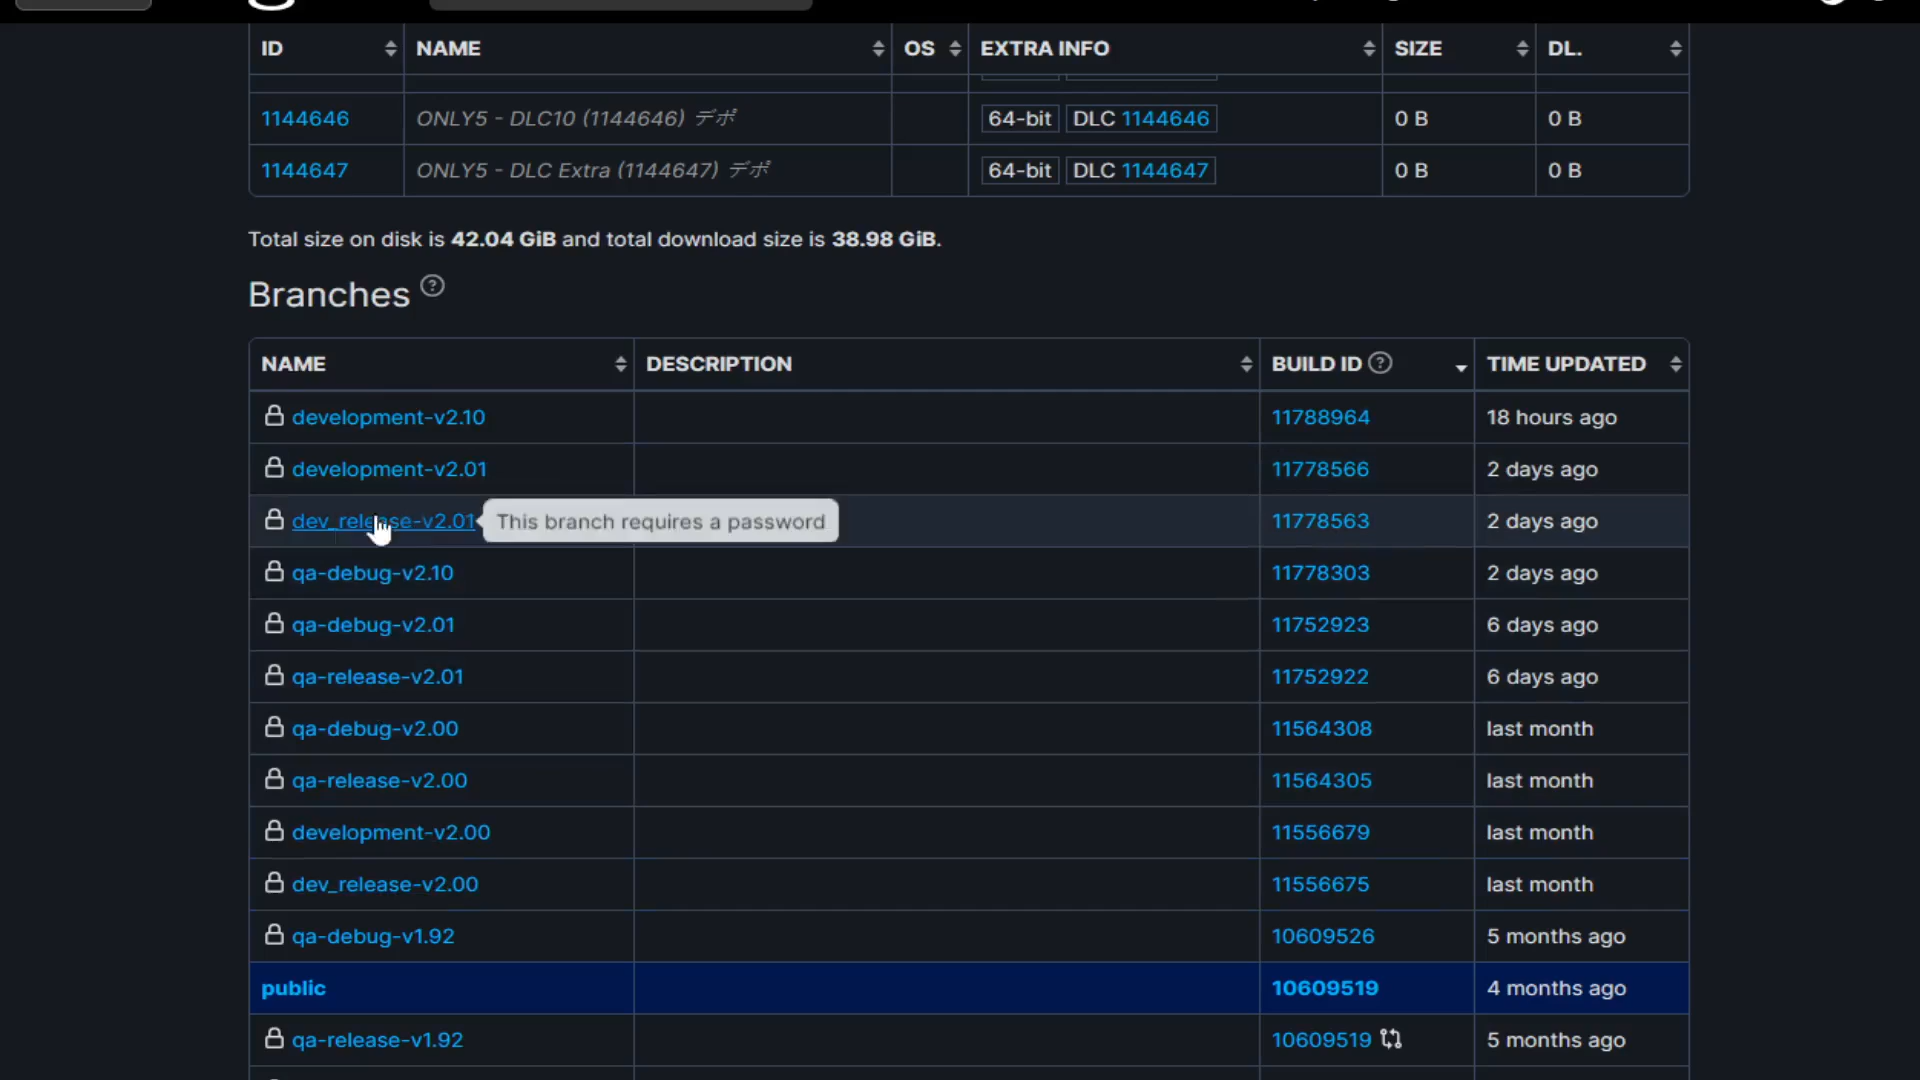 ID NAME OS EXTRA INFO SIZE DL.
1144646 ONLY5 - DLC10 (1144646) デポ 64-bit DLC 1144646 0 B 0 B
1144647 ONLY5 - DLC Extra (1144647) デポ 64-bit DLC 1144647 0 B 0 B
Total size on disk is 42.04 GiB and total download size is 38.98 GiB.
Branches ?
NAME DESCRIPTION BUILD ID ? TIME UPDATED
development-v2.10 11788964 18 hours ago
development-v2.01 11778566 2 days ago
dev_release-v2.01 This branch requires a password 11778563 2 days ago
qa-debug-v2.10 11778303 2 days ago
qa-debug-v2.01 11752923 6 days ago
qa-release-v2.01 11752922 6 days ago
qa-debug-v2.00 11564308 last month
qa-release-v2.00 11564305 last month
development-v2.00 11556679 last month
dev_release-v2.00 11556675 last month
qa-debug-v1.92 10609526 5 months ago
public 10609519 4 months ago
qa-release-v1.92 10609519 5 months ago